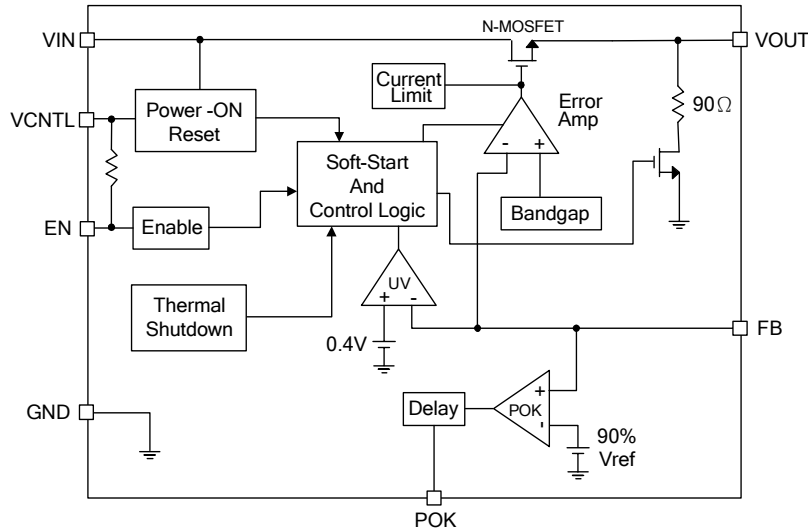 VIN
N-MOSFET
VOUT
Current
Limit
Error
Amp
90Ω
VCNTL
Power -ON
Reset
Soft-Start
And
Control Logic
- +
Bandgap
EN
Enable
UV
+ -
Thermal
Shutdown
0.4V
FB
GND
Delay
POK
+
-
90%
Vref
POK